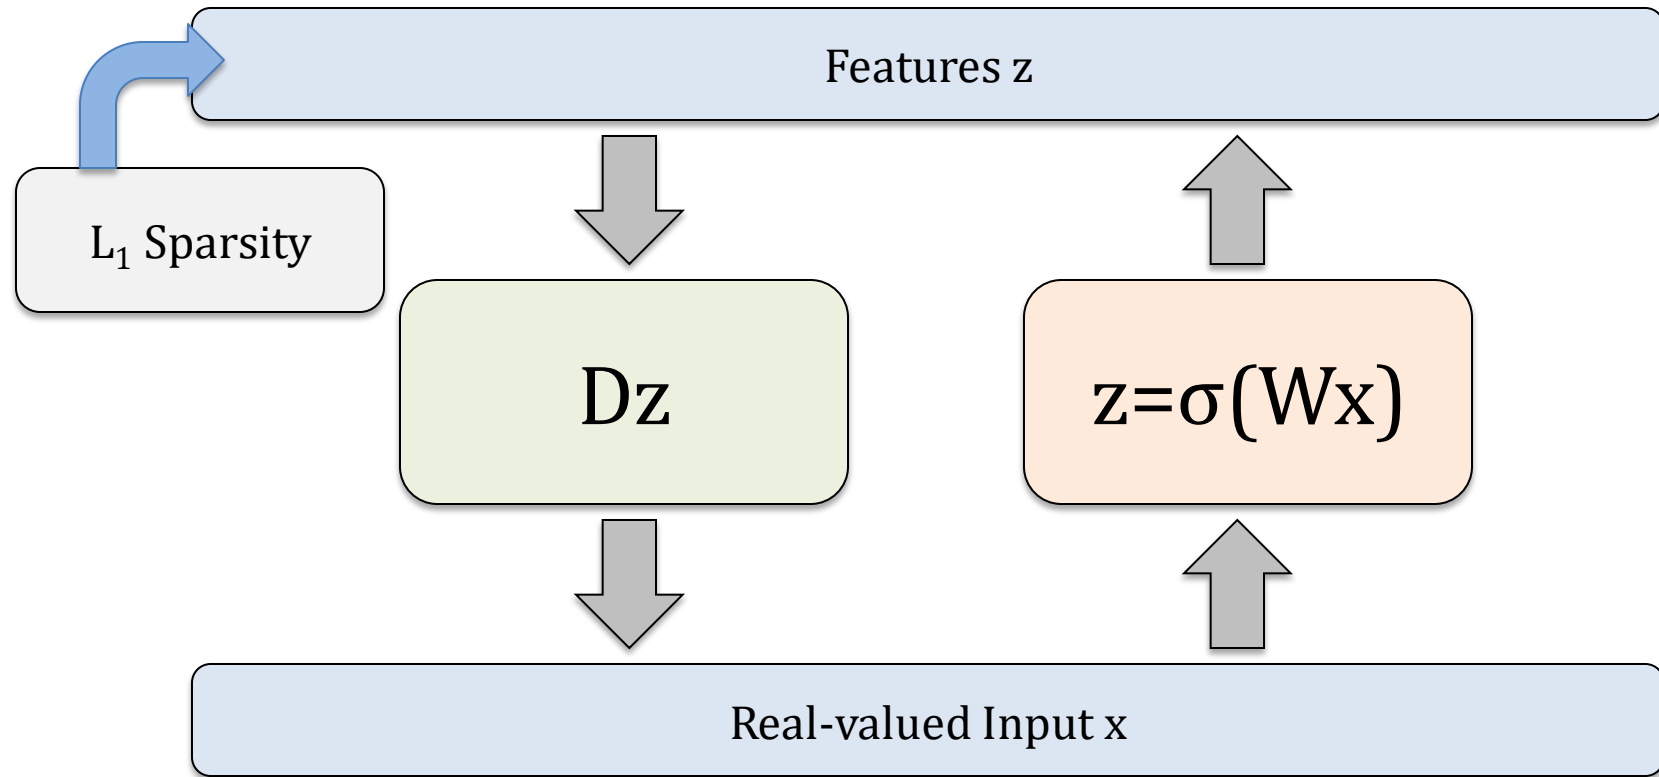 Features z
L₁ Sparsity
Dz
z=σ(Wx)
Real-valued Input x